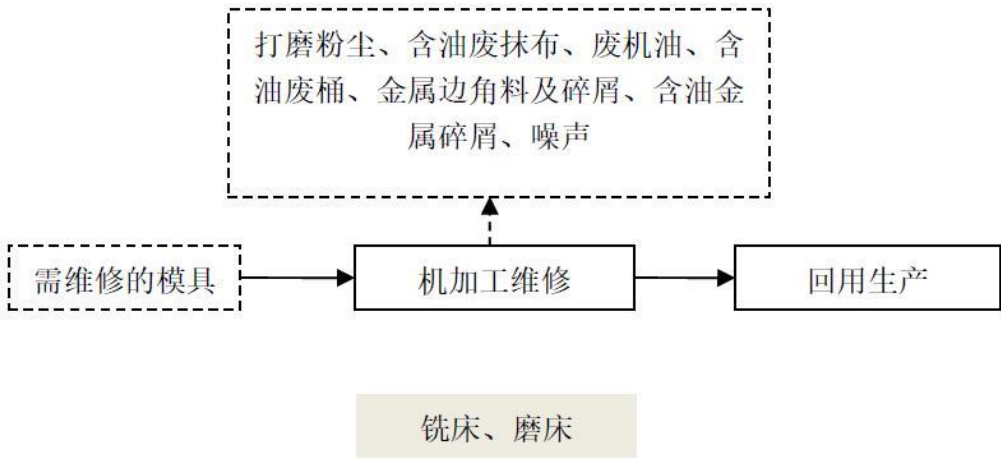 打磨粉尘、含油废抹布、废机油、含
油废桶、金属边角料及碎屑、含油金
属碎屑、噪声
需维修的模具
机加工维修
回用生产
铣床、磨床